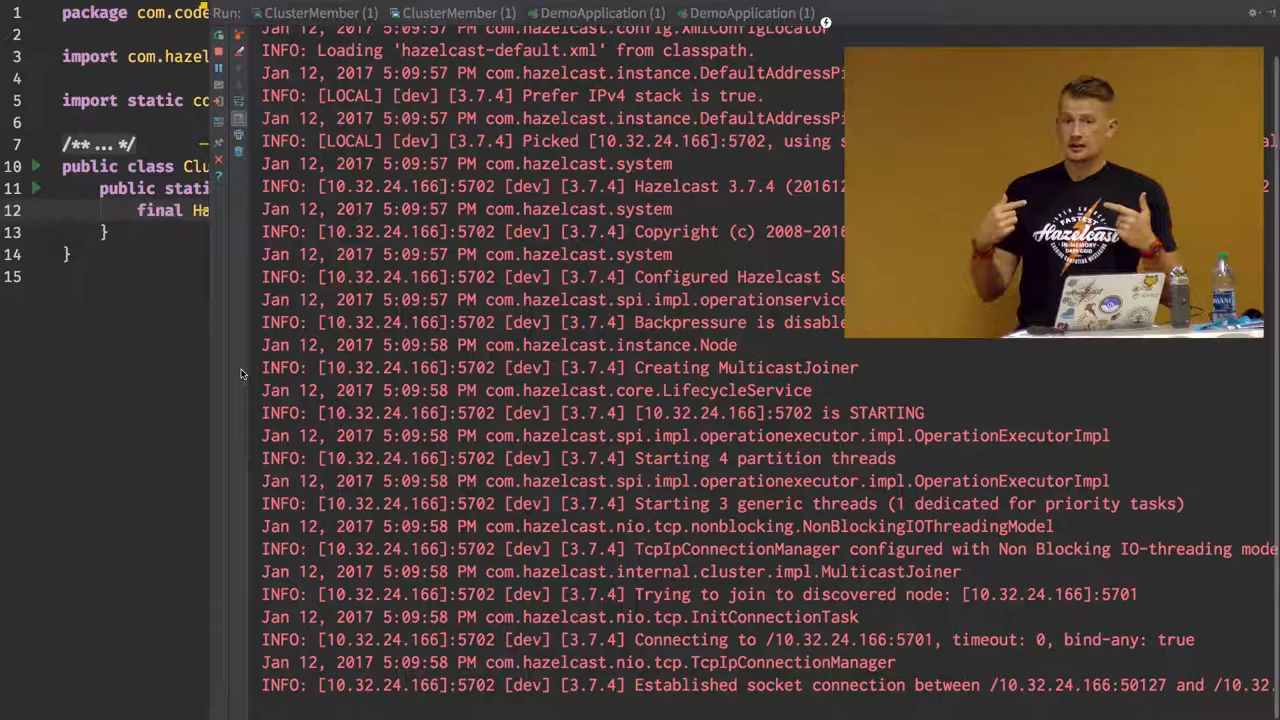 1 package com.code
2
3 import com.hazel
4
5 import static co
6
7 /** ... */
10 public class Clu
11 public stati
12 final Ha
13 }
14 }
15
Run: ClusterMember (1) ClusterMember (1) DemoApplication (1) DemoApplication (1)
Jan 12, 2017 5:09:57 PM com.hazelcast.config.XmlConfigLocator
INFO: Loading 'hazelcast-default.xml' from classpath.
Jan 12, 2017 5:09:57 PM com.hazelcast.instance.DefaultAddressPi
INFO: [LOCAL] [dev] [3.7.4] Prefer IPv4 stack is true.
Jan 12, 2017 5:09:57 PM com.hazelcast.instance.DefaultAddressPi
INFO: [LOCAL] [dev] [3.7.4] Picked [10.32.24.166]:5702, using s
Jan 12, 2017 5:09:57 PM com.hazelcast.system
INFO: [10.32.24.166]:5702 [dev] [3.7.4] Hazelcast 3.7.4 (201612
Jan 12, 2017 5:09:57 PM com.hazelcast.system
INFO: [10.32.24.166]:5702 [dev] [3.7.4] Copyright (c) 2008-2016
Jan 12, 2017 5:09:57 PM com.hazelcast.system
INFO: [10.32.24.166]:5702 [dev] [3.7.4] Configured Hazelcast Se
Jan 12, 2017 5:09:57 PM com.hazelcast.spi.impl.operationservice
INFO: [10.32.24.166]:5702 [dev] [3.7.4] Backpressure is disable
Jan 12, 2017 5:09:58 PM com.hazelcast.instance.Node
INFO: [10.32.24.166]:5702 [dev] [3.7.4] Creating MulticastJoiner
Jan 12, 2017 5:09:58 PM com.hazelcast.core.LifecycleService
INFO: [10.32.24.166]:5702 [dev] [3.7.4] [10.32.24.166]:5702 is STARTING
Jan 12, 2017 5:09:58 PM com.hazelcast.spi.impl.operationexecutor.impl.OperationExecutorImpl
INFO: [10.32.24.166]:5702 [dev] [3.7.4] Starting 4 partition threads
Jan 12, 2017 5:09:58 PM com.hazelcast.spi.impl.operationexecutor.impl.OperationExecutorImpl
INFO: [10.32.24.166]:5702 [dev] [3.7.4] Starting 3 generic threads (1 dedicated for priority tasks)
Jan 12, 2017 5:09:58 PM com.hazelcast.nio.tcp.nonblocking.NonBlockingIOThreadingModel
INFO: [10.32.24.166]:5702 [dev] [3.7.4] TcpIpConnectionManager configured with Non Blocking IO-threading mode
Jan 12, 2017 5:09:58 PM com.hazelcast.internal.cluster.impl.MulticastJoiner
INFO: [10.32.24.166]:5702 [dev] [3.7.4] Trying to join to discovered node: [10.32.24.166]:5701
Jan 12, 2017 5:09:58 PM com.hazelcast.nio.tcp.InitConnectionTask
INFO: [10.32.24.166]:5702 [dev] [3.7.4] Connecting to /10.32.24.166:5701, timeout: 0, bind-any: true
Jan 12, 2017 5:09:58 PM com.hazelcast.nio.tcp.TcpIpConnectionManager
INFO: [10.32.24.166]:5702 [dev] [3.7.4] Established socket connection between /10.32.24.166:50127 and /10.32.
FASTEST
Hazelcast
IN-MEMORY
DATA GRID